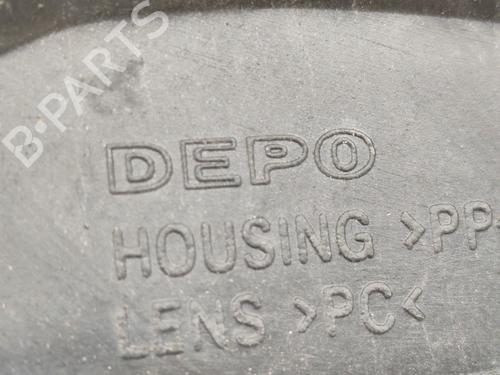 B-PARTS
DEPO
HOUSING >PP-
LENS >PC<